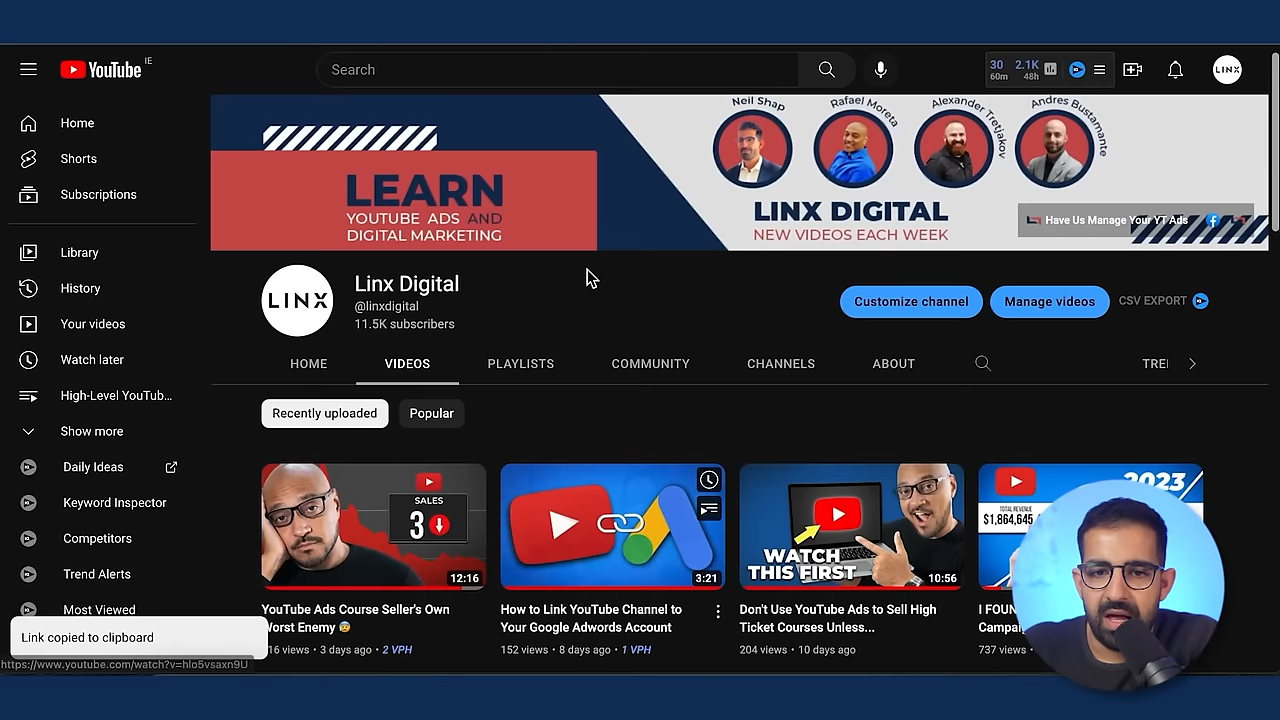 YouTube IE
Search
30 2.1K
60m 48h
LINX
Home
Shorts
Subscriptions
Library
History
Your videos
Watch later
High-Level YouTub...
Show more
Daily Ideas
Keyword Inspector
Competitors
Trend Alerts
Most Viewed
Link copied to clipboard
https://www.youtube.com/watch?v=hlo5vsaxn9U
LEARN
YOUTUBE ADS AND
DIGITAL MARKETING
Neil Shap
Rafael Moreta
Alexander Tretjakov
Andres Bustamante
LINX DIGITAL
NEW VIDEOS EACH WEEK
Have Us Manage Your YT Ads
LINX
Linx Digital
@linxdigital
11.5K subscribers
Customize channel
Manage videos
CSV EXPORT
HOME
VIDEOS
PLAYLISTS
COMMUNITY
CHANNELS
ABOUT
TRE
Recently uploaded
Popular
SALES
3
12:16
YouTube Ads Course Seller's Own
Worst Enemy 😰
16 views • 3 days ago • 2 VPH
3:21
How to Link YouTube Channel to
Your Google Adwords Account
152 views • 8 days ago • 1 VPH
WATCH
THIS FIRST
10:56
Don't Use YouTube Ads to Sell High
Ticket Courses Unless...
204 views • 10 days ago
2023
TOTAL REVENUE
$1,864,645
I FOUN
Campa
737 views •